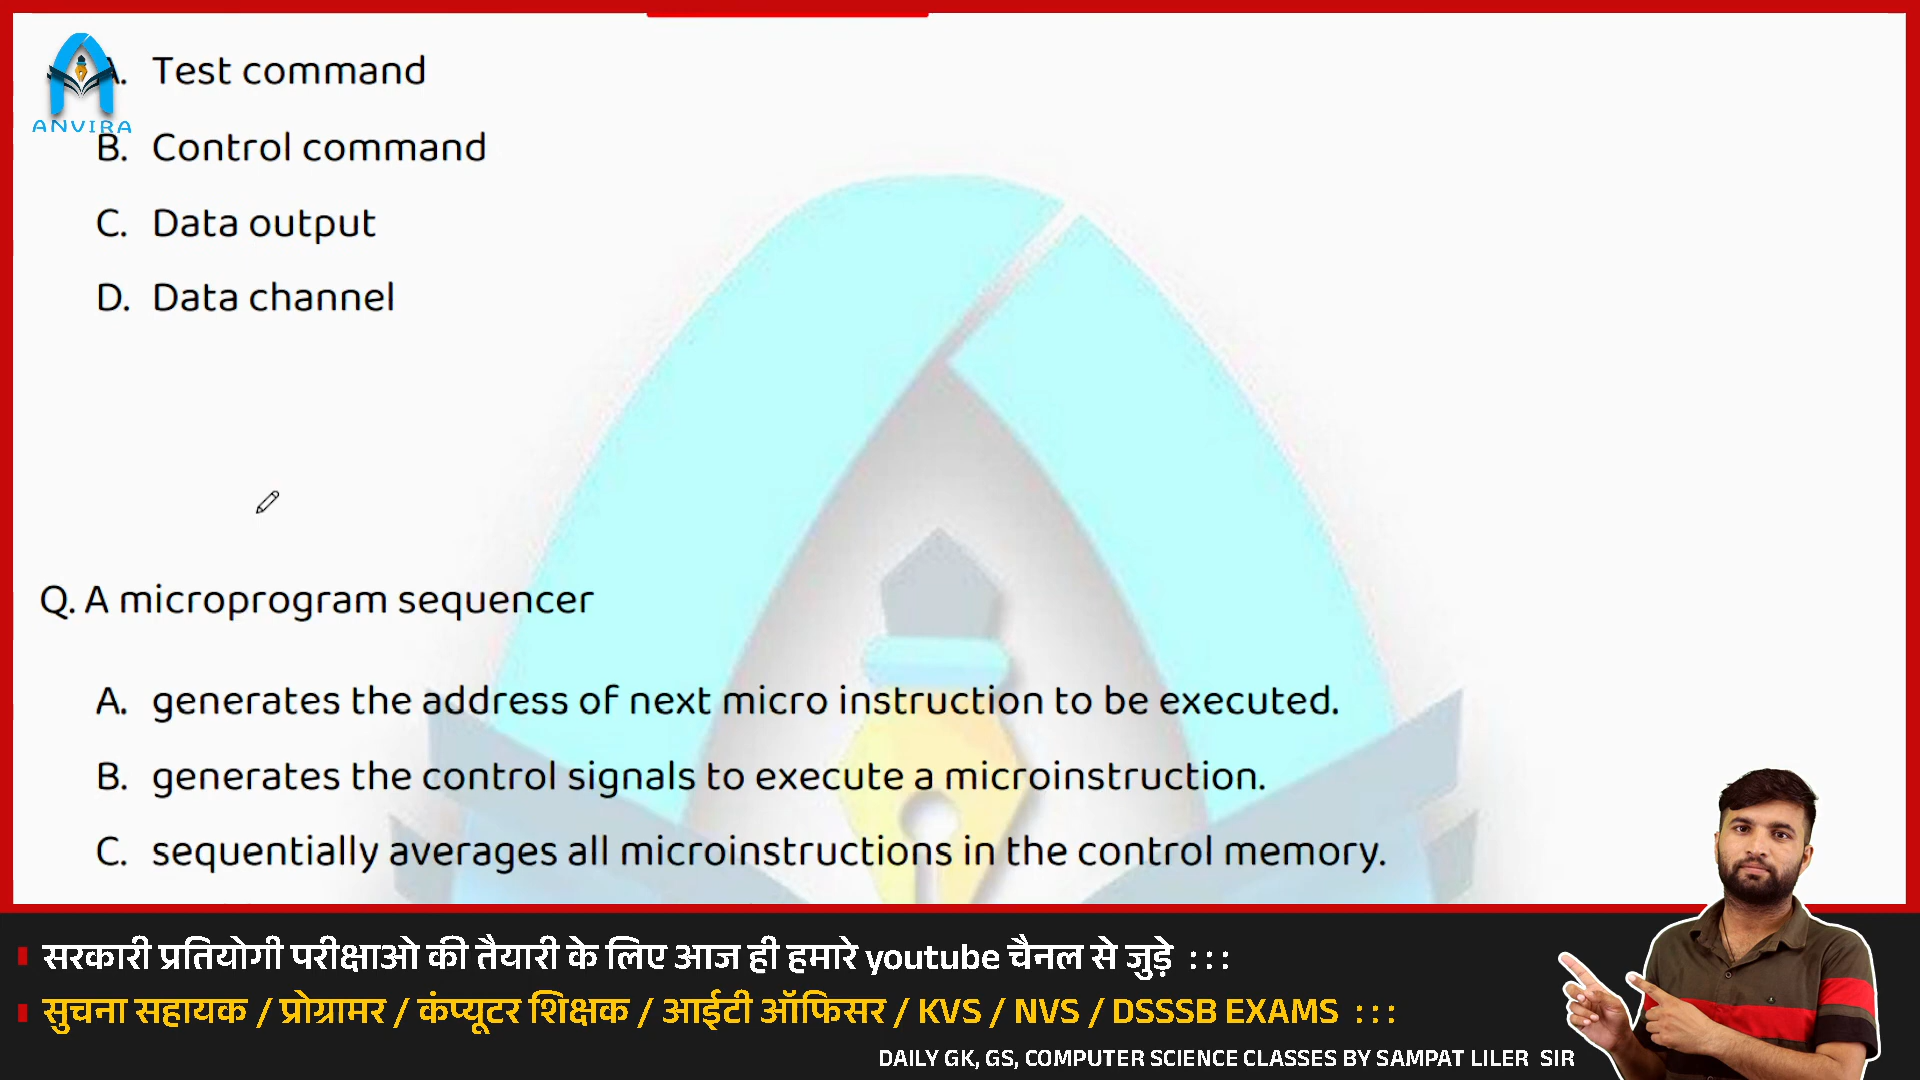 ANVIRA
A. Test command
B. Control command
C. Data output
D. Data channel
Q. A microprogram sequencer
A. generates the address of next micro instruction to be executed.
B. generates the control signals to execute a microinstruction.
C. sequentially averages all microinstructions in the control memory.
सरकारी प्रतियोगी परीक्षाओ की तैयारी के लिए आज ही हमारे youtube चैनल से जुड़े :::
सुचना सहायक / प्रोग्रामर / कंप्यूटर शिक्षक / आईटी ऑफिसर / KVS / NVS / DSSSB EXAMS :::
DAILY GK, GS, COMPUTER SCIENCE CLASSES BY SAMPAT LILER SIR